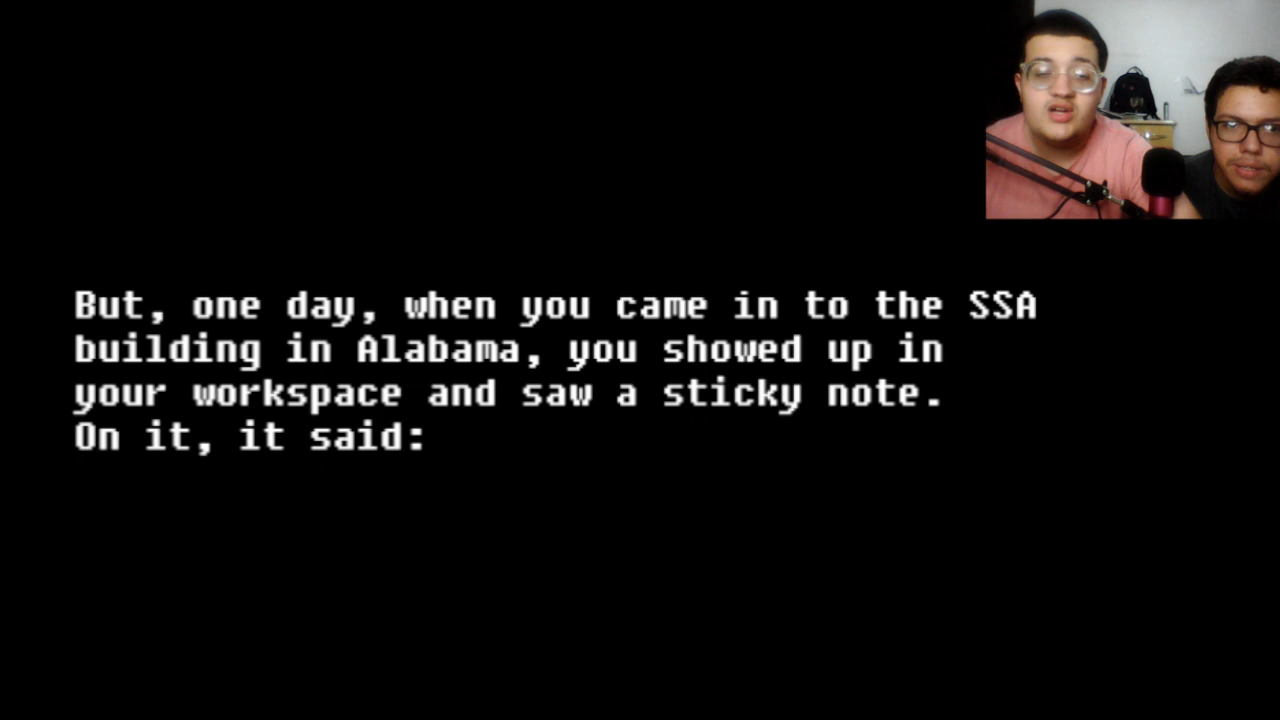 But, one day, when you came in to the SSA
building in Alabama, you showed up in
your workspace and saw a sticky note.
On it, it said: